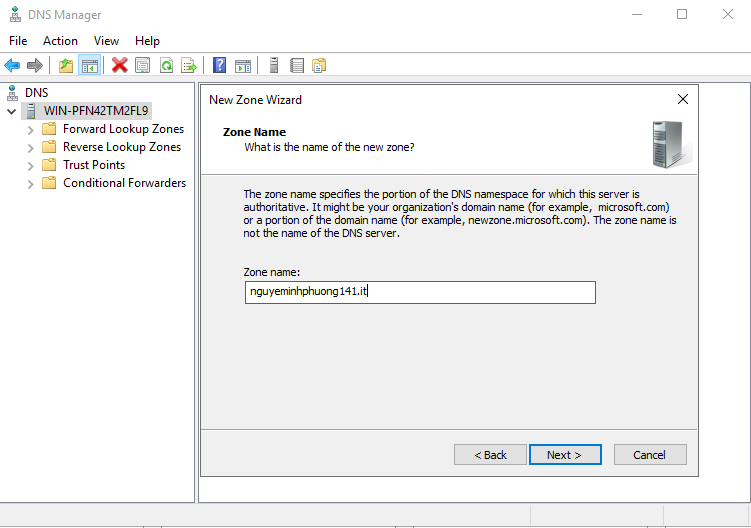 DNS Manager
File Action View Help
DNS
WIN-PFN42TM2FL9
Forward Lookup Zones
Reverse Lookup Zones
Trust Points
Conditional Forwarders
New Zone Wizard
Zone Name
What is the name of the new zone?
The zone name specifies the portion of the DNS namespace for which this server is
authoritative. It might be your organization's domain name (for example, microsoft.com)
or a portion of the domain name (for example, newzone.microsoft.com). The zone name is
not the name of the DNS server.
Zone name:
nguyeminhphuong141.it
< Back Next > Cancel